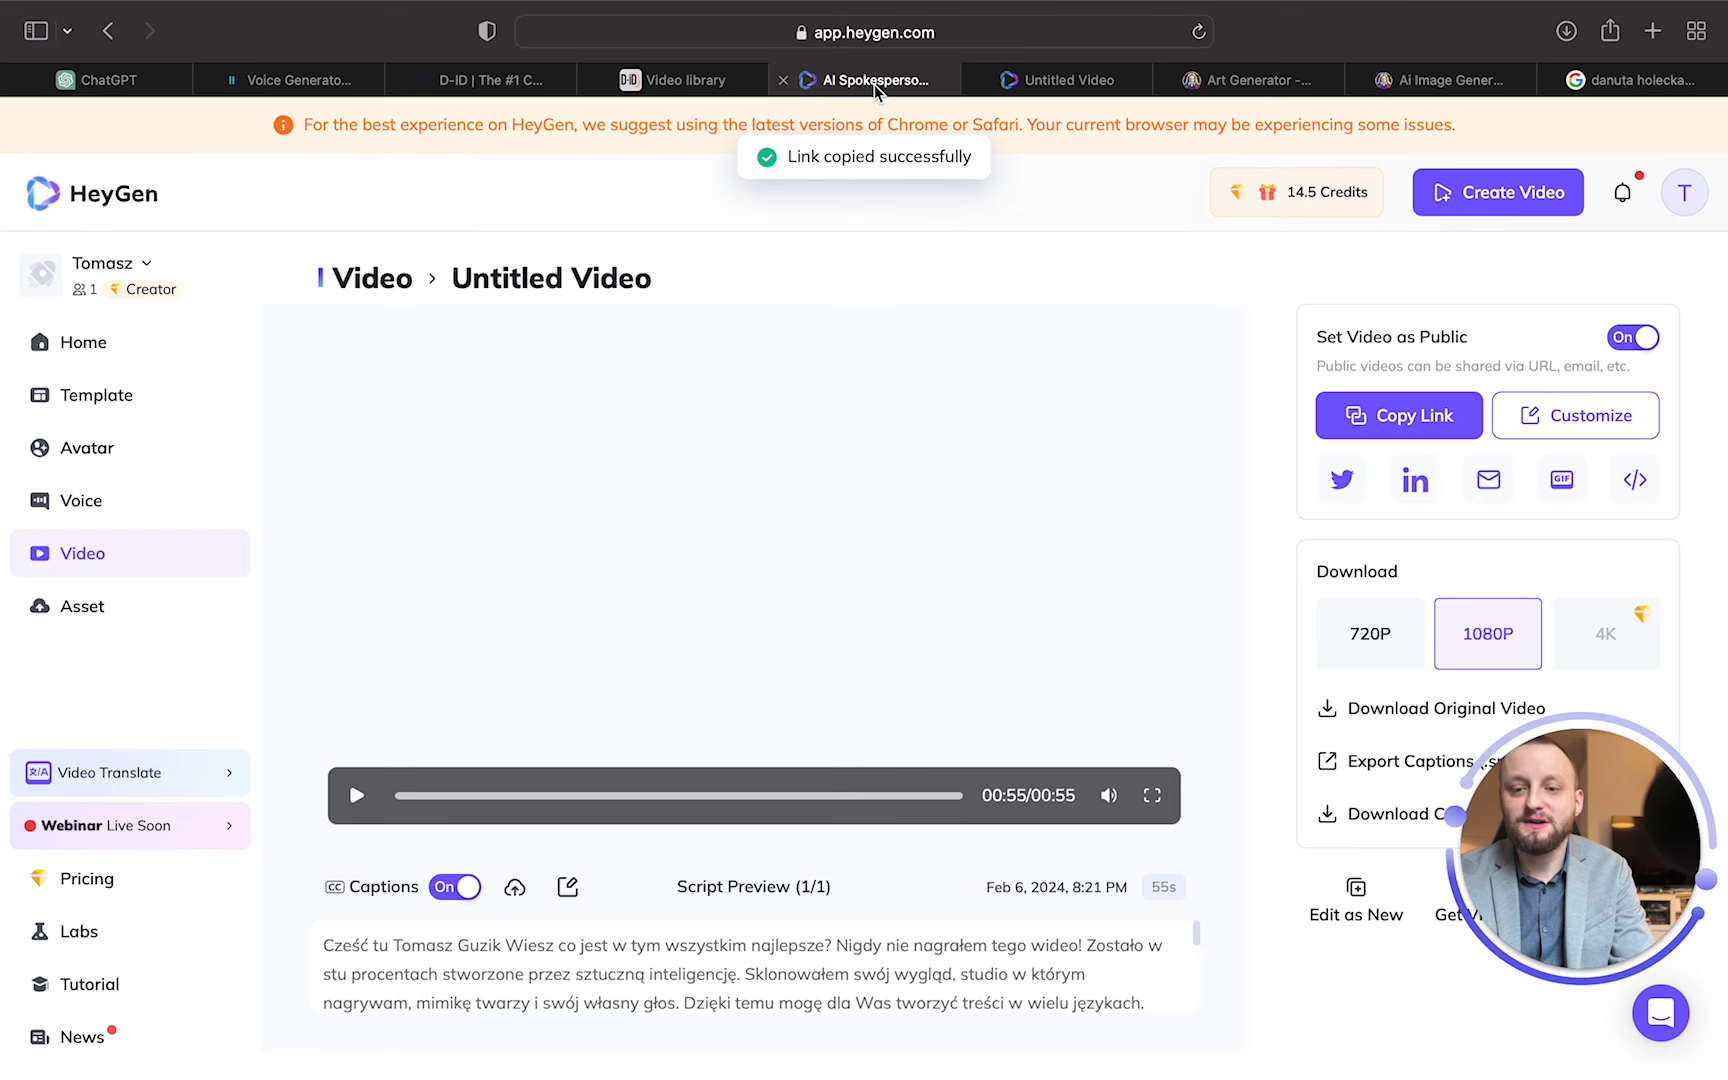 app.heygen.com
ChatGPT
Voice Generato...
D-ID | The #1 C...
D-ID Video library
AI Spokesperso...
Untitled Video
Art Generator -...
Ai Image Gener...
danuta holecka...
For the best experience on HeyGen, we suggest using the latest versions of Chrome or Safari. Your current browser may be experiencing some issues.
Link copied successfully
HeyGen
14.5 Credits
Create Video
T
Tomasz
1 Creator
Video › Untitled Video
Home
Template
Avatar
Voice
Video
Asset
Video Translate
Webinar Live Soon
Pricing
Labs
Tutorial
News
00:55/00:55
CC Captions On
Script Preview (1/1)
Feb 6, 2024, 8:21 PM 55s
Cześć tu Tomasz Guzik Wiesz co jest w tym wszystkim najlepsze? Nigdy nie nagrałem tego wideo! Zostało w
stu procentach stworzone przez sztuczną inteligencję. Sklonowałem swój wygląd, studio w którym
nagrywam, mimikę twarzy i swój własny głos. Dzięki temu mogę dla Was tworzyć treści w wielu językach.
Set Video as Public On
Public videos can be shared via URL, email, etc.
Copy Link
Customize
in
GIF
Download
720P
1080P
4K
Download Original Video
Export Captions
Download
Edit as New